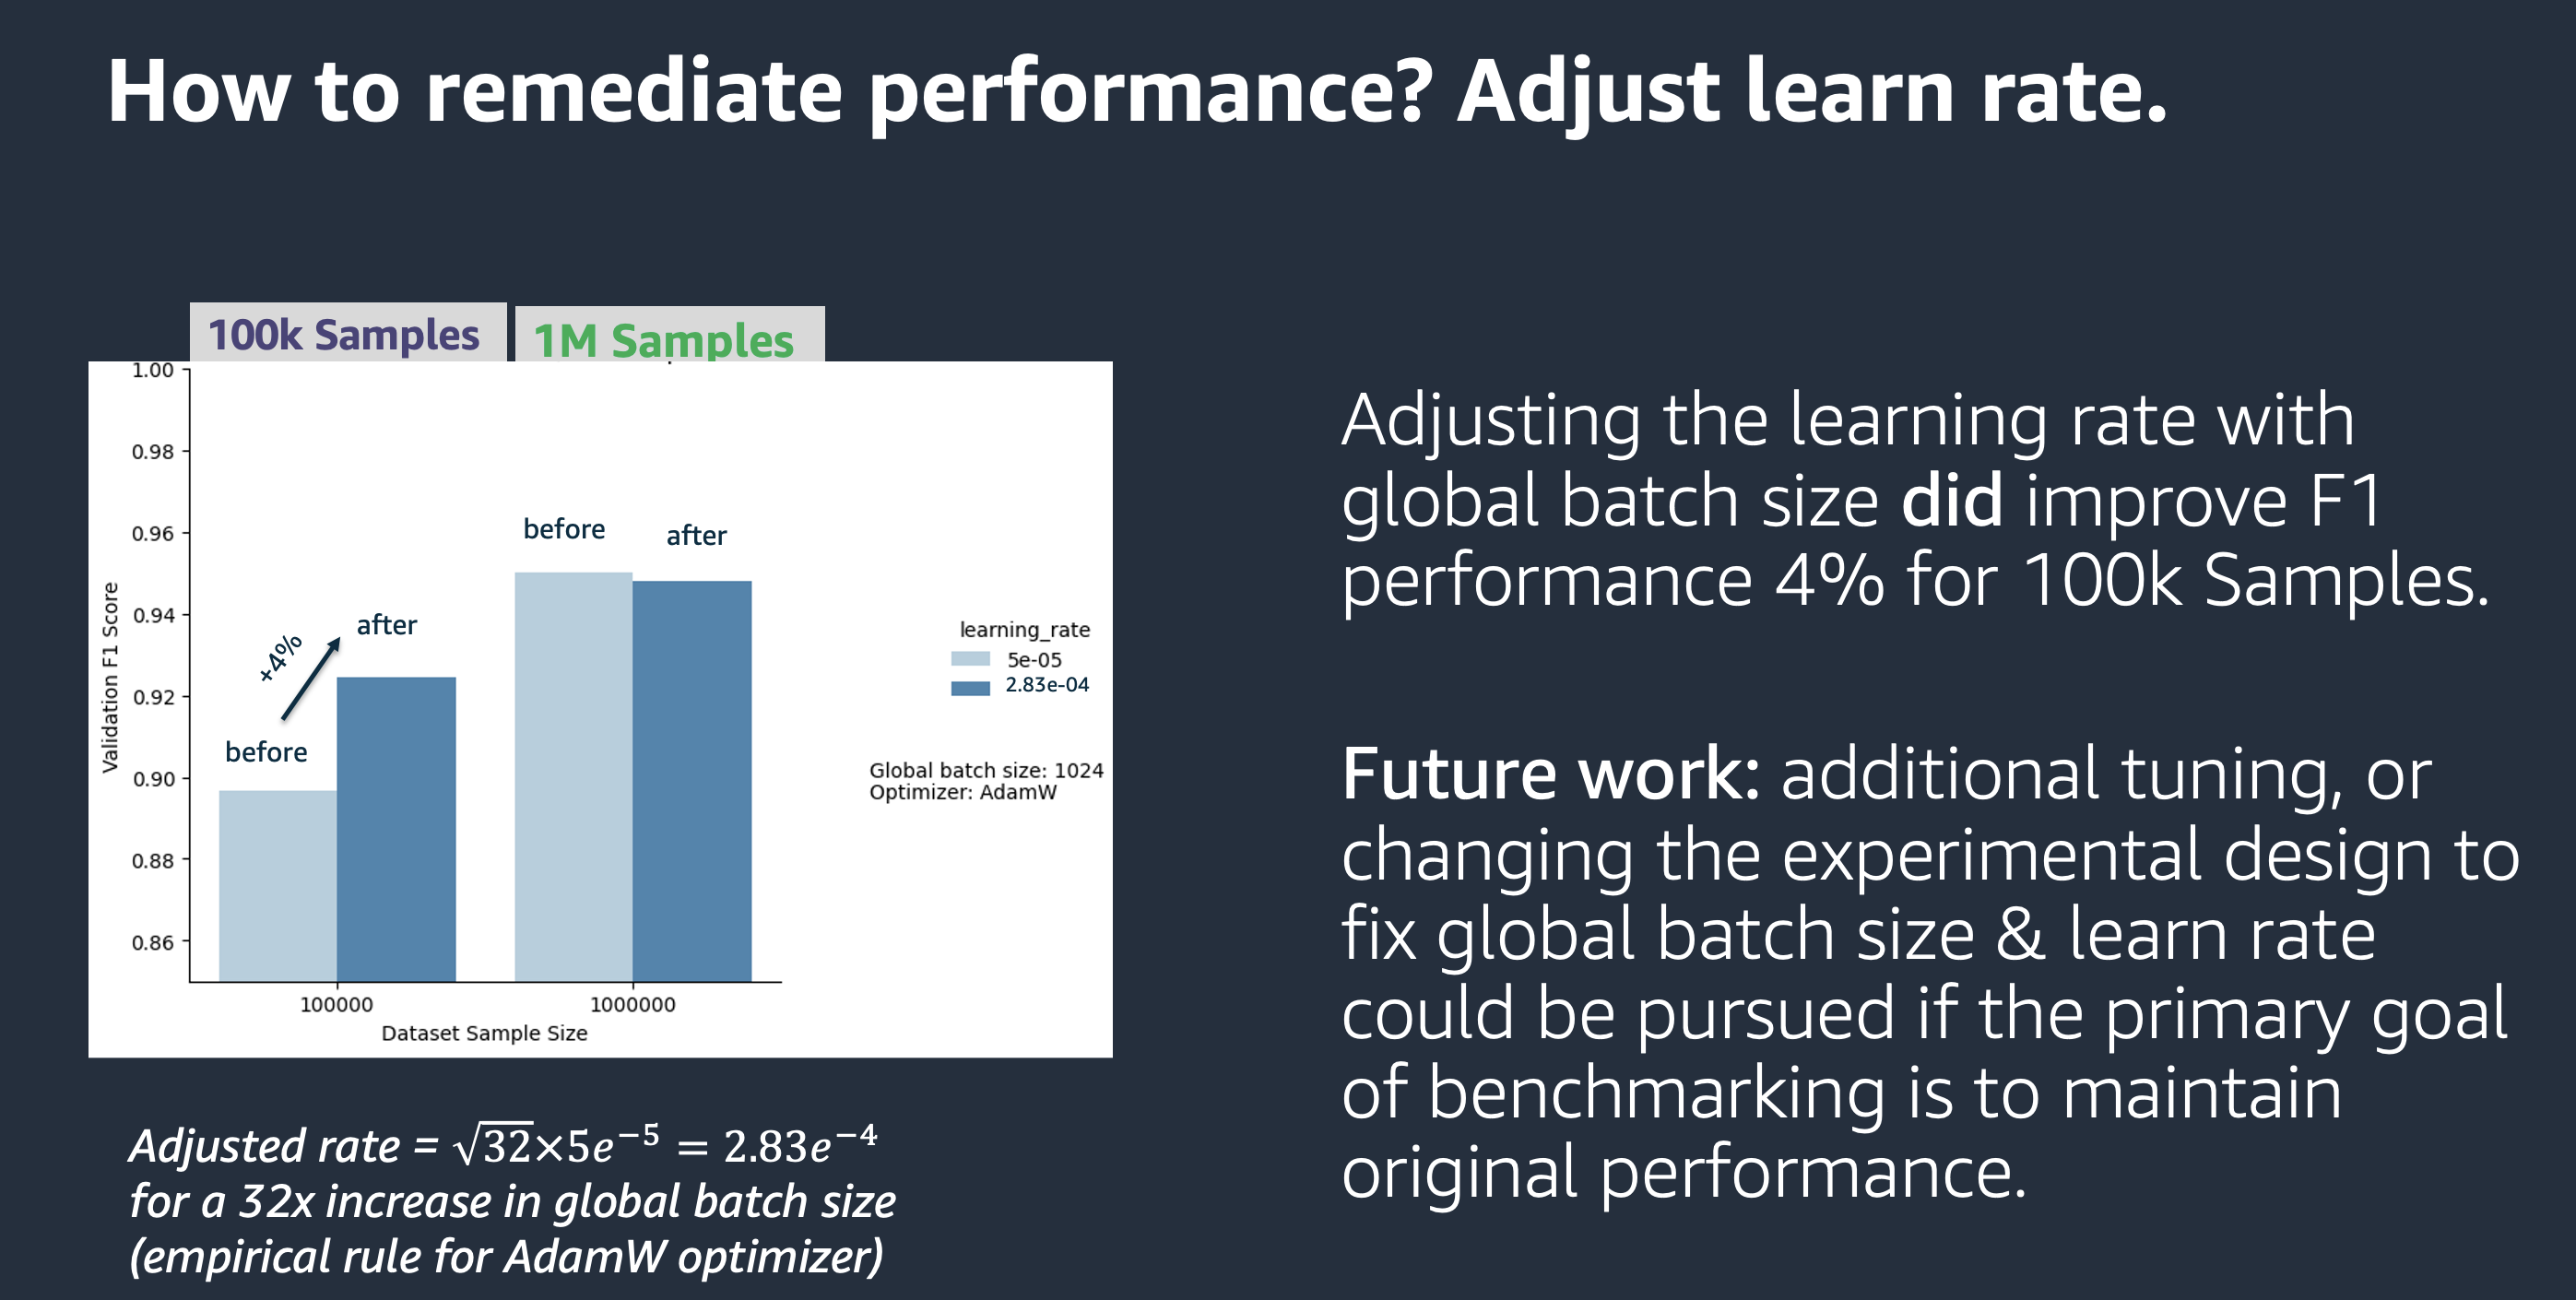 How to remediate performance? Adjust learn rate.
100k Samples
1M Samples
1.00
0.98
0.96
0.94
0.92
0.90
0.88
0.86
Validation F1 Score
before
+4%
after
before
after
100000
1000000
Dataset Sample Size
learning_rate
5e-05
2.83e-04
Global batch size: 1024
Optimizer: AdamW
Adjusted rate = √32×5e⁻⁵ = 2.83e⁻⁴
for a 32x increase in global batch size
(empirical rule for AdamW optimizer)
Adjusting the learning rate with
global batch size did improve F1
performance 4% for 100k Samples.
Future work: additional tuning, or
changing the experimental design to
fix global batch size & learn rate
could be pursued if the primary goal
of benchmarking is to maintain
original performance.